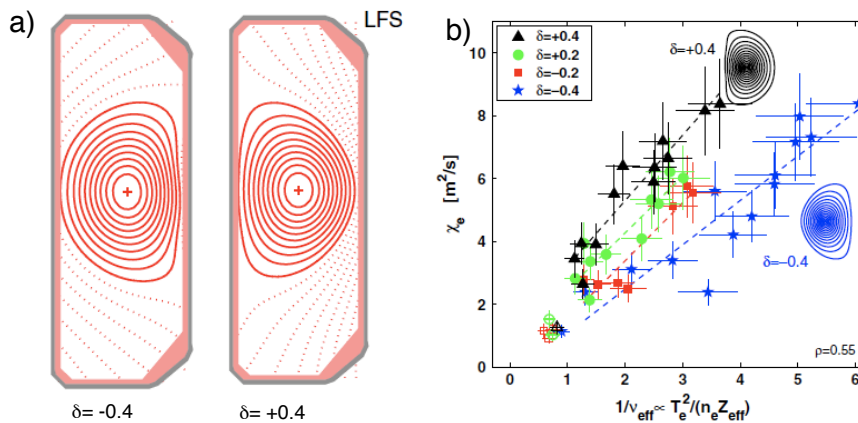 a)
LFS
δ= -0.4
δ= +0.4
b)
δ=+0.4
δ=+0.2
δ=−0.2
δ=−0.4
δ=+0.4
δ=−0.4
ρ=0.55
χe [m²/s]
10
8
6
4
2
0
0 1 2 3 4 5 6
1/νeff ∝ Te²/(neZeff)